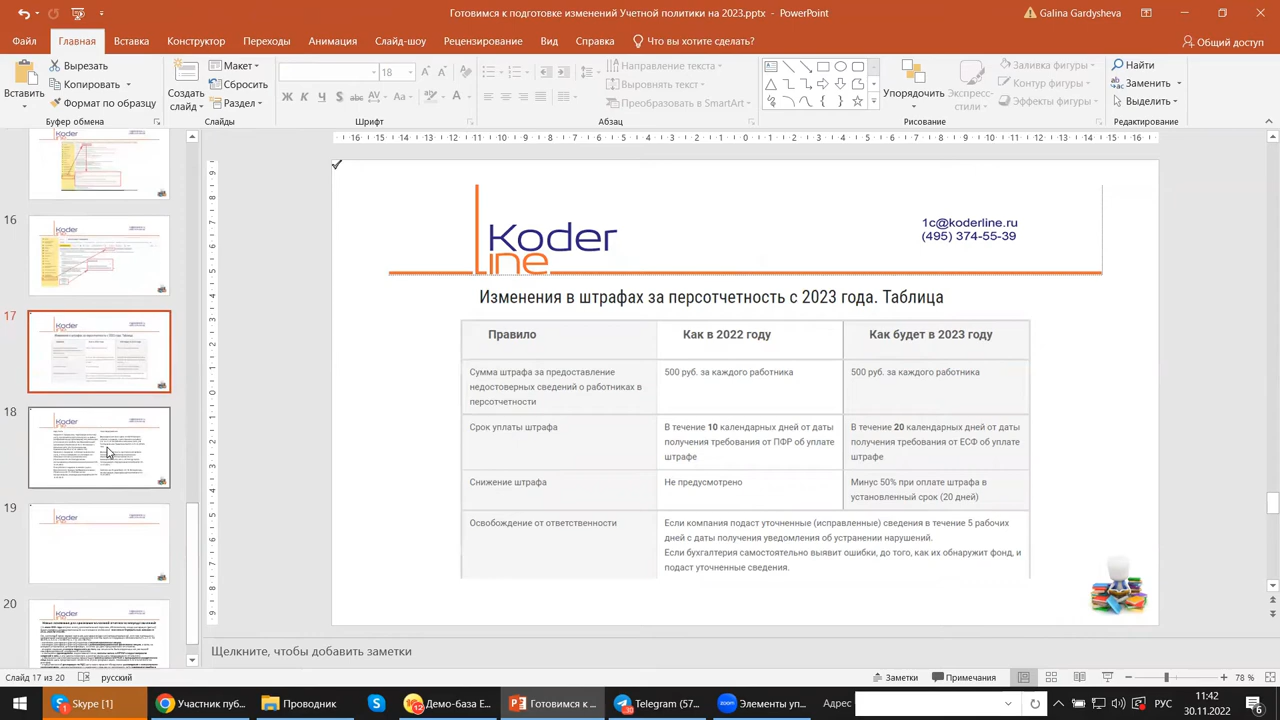 Готовимся к изменениям на 2023.pptx - PowerPoint
Galina Gardysheva
Файл Главная Вставка Конструктор Переходы Анимация Слайд-шоу Рецензирование Вид Справка Что вы хотите сделать? Общий доступ
Вставить
Вырезать
Копировать
Формат по образцу
Буфер обмена
Создать слайд
Макет
Сбросить
Раздел
Слайды
18
Ж К Ч S abc AV Aa
Шрифт
Направление текста
Выровнять текст
Преобразовать в SmartArt
Абзац
Упорядочить
Экспресс-стили
Заливка фигуры
Контур фигуры
Эффекты фигуры
Рисование
Найти
Заменить
Выделить
Редактирование
16
17
18
19
20
Koder
line
1c@koderline.ru
(495) 374-55-39
Изменения в штрафах за персотчетность с 2023 года. Таблица
Правило Как в 2022 году Как будет в 2023 году
Сумма штрафа за предоставление недостоверных сведений о работниках в персотчетности
500 руб. за каждого работника
500 руб. за каждого работника
Срок уплаты штрафа
В течение 10 календарных дней от даты получения требования от ПФР об уплате штрафе
В течение 20 календарных дней от даты получения требования от ЕСФ об уплате штрафе
Снижение штрафа
Не предусмотрено
Минус 50% при оплате штрафа в установленный срок (20 дней)
Освобождение от ответственности
Если компания подаст уточненные (исправленные) сведения в течение 5 рабочих
дней с даты получения уведомления об устранении нарушений.
Если бухгалтерия самостоятельно выявит ошибки, до того, как их обнаружит фонд, и
подаст уточненные сведения.
Щелкните, чтобы добавить заметки
Слайд 17 из 20 русский Заметки Примечания 78 %
Skype [1] Участник пуб... Проводник Демо-база Е... Готовимся к ... Telegram (57... Элементы уп... Адрес РУС
11:42
30.11.2022